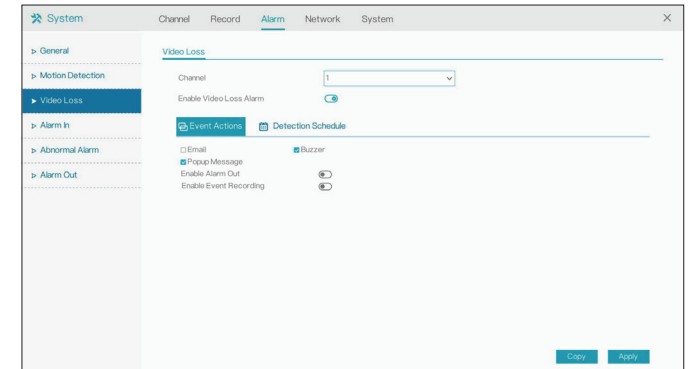 System
Channel Record Alarm Network System
General
Motion Detection
Video Loss
Alarm In
Abnormal Alarm
Alarm Out
Video Loss
Channel 1
Enable Video Loss Alarm
Event Actions Detection Schedule
Email Buzzer
Popup Message
Enable Alarm Out
Enable Event Recording
Copy Apply